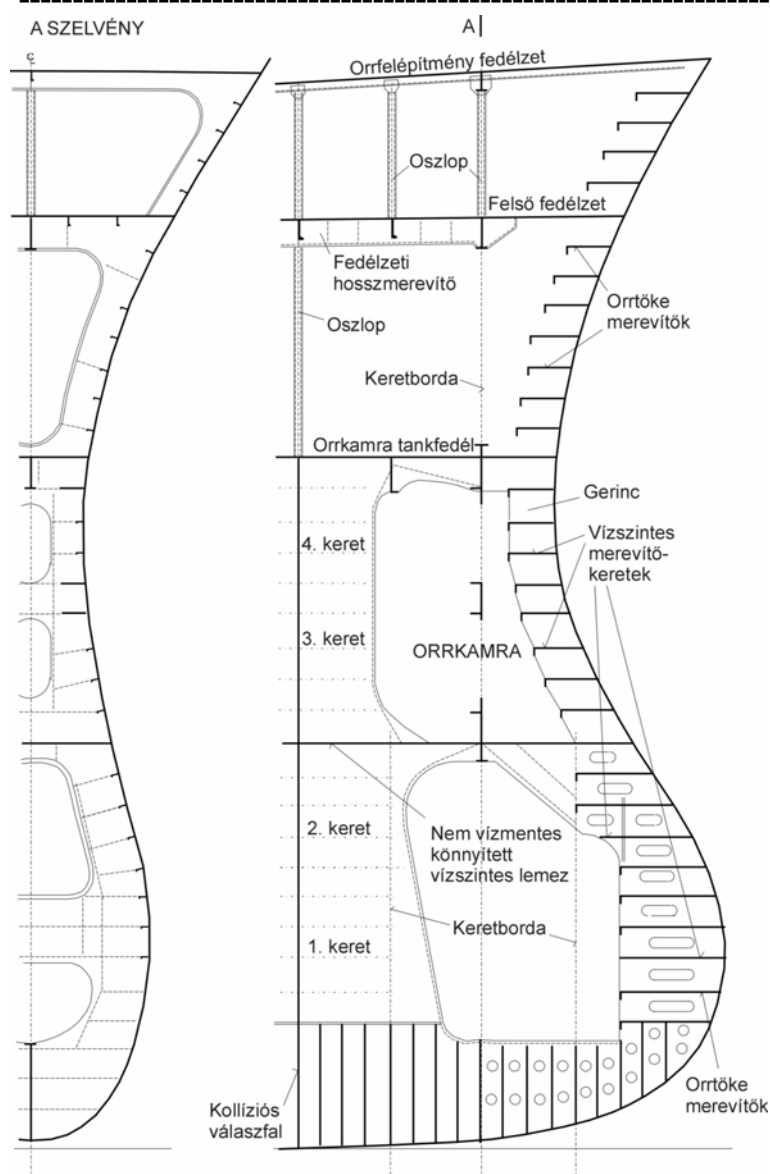 A SZELVÉNY
A
Orrfelépítmény fedélzet
Oszlop
Felső fedélzet
Fedélzeti
hosszmerevítő
Orrtőke
merevítők
Oszlop
Keretborda
Orrkamra tankfedél
Gerinc
4. keret
Vízszintes
merevítő-
keretek
3. keret
ORRKAMRA
2. keret
Nem vízmentes
könnyített
vízszintes lemez
Keretborda
1. keret
Orrtőke
merevítők
Kollíziós
válaszfal